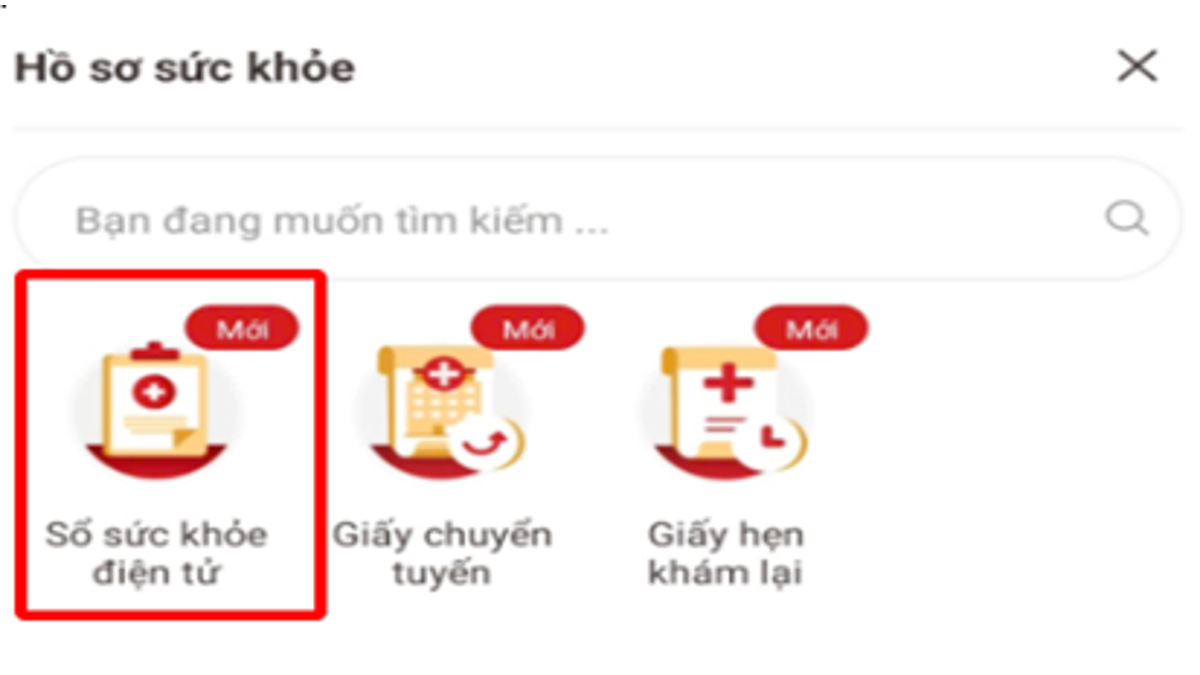 Hồ sơ sức khỏe
Bạn đang muốn tìm kiếm ...
Mới
Mới
Mới
Sổ sức khỏe
điện tử
Giấy chuyển
tuyến
Giấy hẹn
khám lại